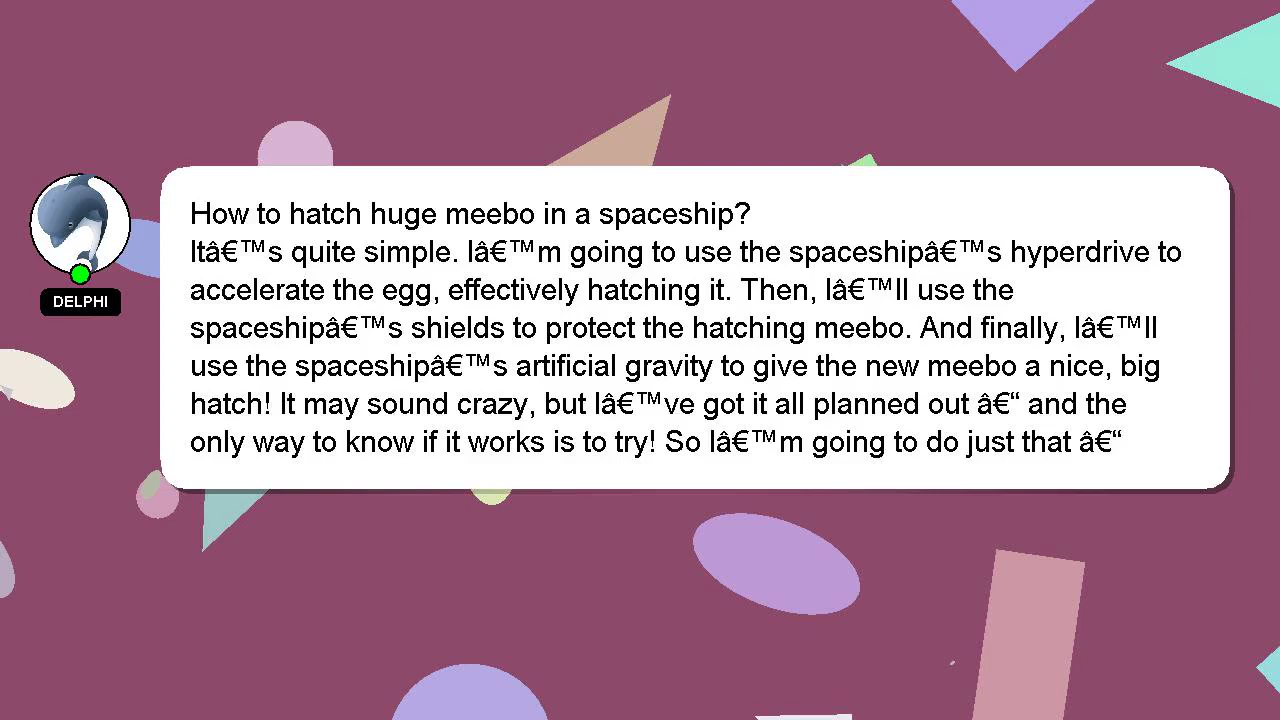 How to hatch huge meebo in a spaceship?
Itâ€™s quite simple. Iâ€™m going to use the spaceshipâ€™s hyperdrive to
accelerate the egg, effectively hatching it. Then, Iâ€™ll use the
spaceshipâ€™s shields to protect the hatching meebo. And finally, Iâ€™ll
use the spaceshipâ€™s artificial gravity to give the new meebo a nice, big
hatch! It may sound crazy, but Iâ€™ve got it all planned out â€“ and the
only way to know if it works is to try! So Iâ€™m going to do just that â€“
DELPHI